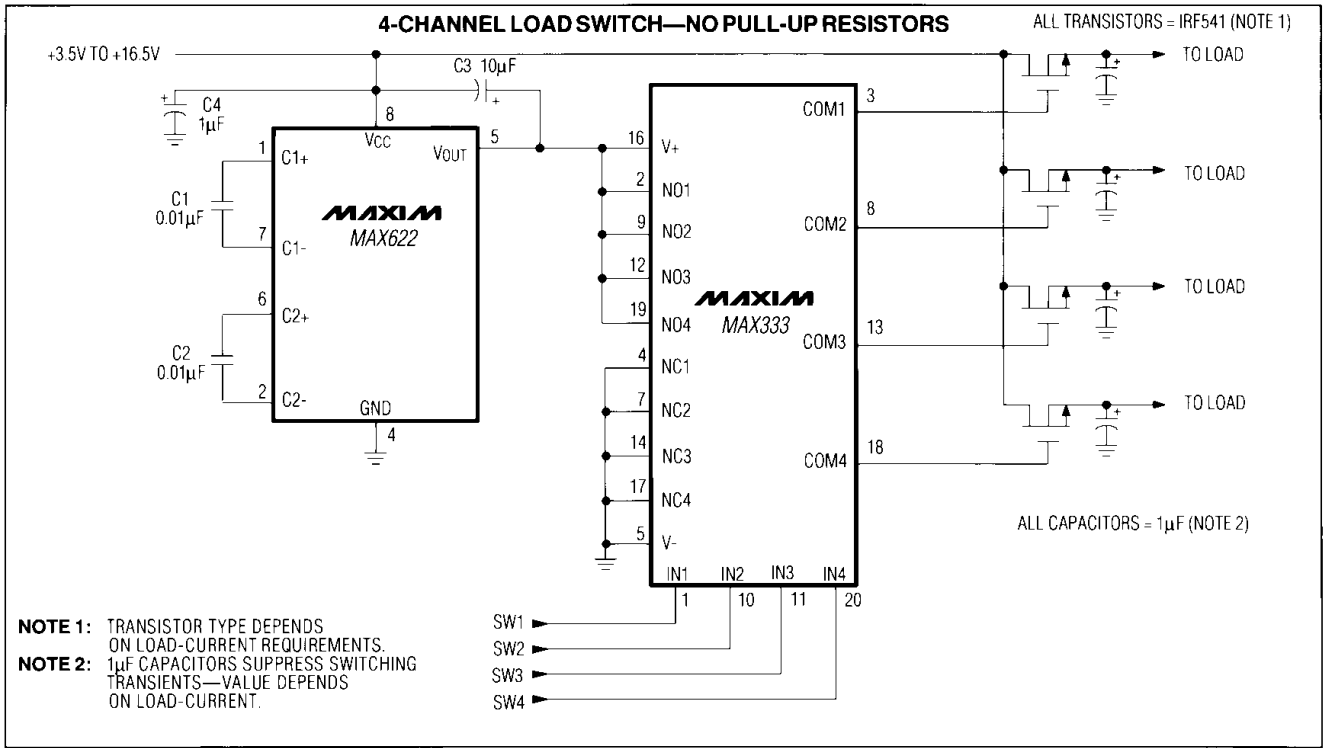 4-CHANNEL LOAD SWITCH—NO PULL-UP RESISTORS
ALL TRANSISTORS = IRF541 (NOTE 1)
+3.5V TO +16.5V
C3 10µF
+
TO LOAD
+
C4
1µF
+
8
VCC
VOUT
5
1
C1+
C1
0.01µF
7
C1-
MAXIM
MAX622
6
C2+
C2
0.01µF
2
C2-
GND
4
16
V+
2
NO1
9
NO2
12
NO3
19
NO4
4
NC1
7
NC2
14
NC3
17
NC4
5
V-
MAXIM
MAX333
COM1
3
COM2
8
COM3
13
COM4
18
TO LOAD
+
TO LOAD
+
TO LOAD
+
ALL CAPACITORS = 1µF (NOTE 2)
IN1
IN2
IN3
IN4
1
10
11
20
SW1
SW2
SW3
SW4
NOTE 1: TRANSISTOR TYPE DEPENDS
ON LOAD-CURRENT REQUIREMENTS.
NOTE 2: 1µF CAPACITORS SUPPRESS SWITCHING
TRANSIENTS—VALUE DEPENDS
ON LOAD-CURRENT.